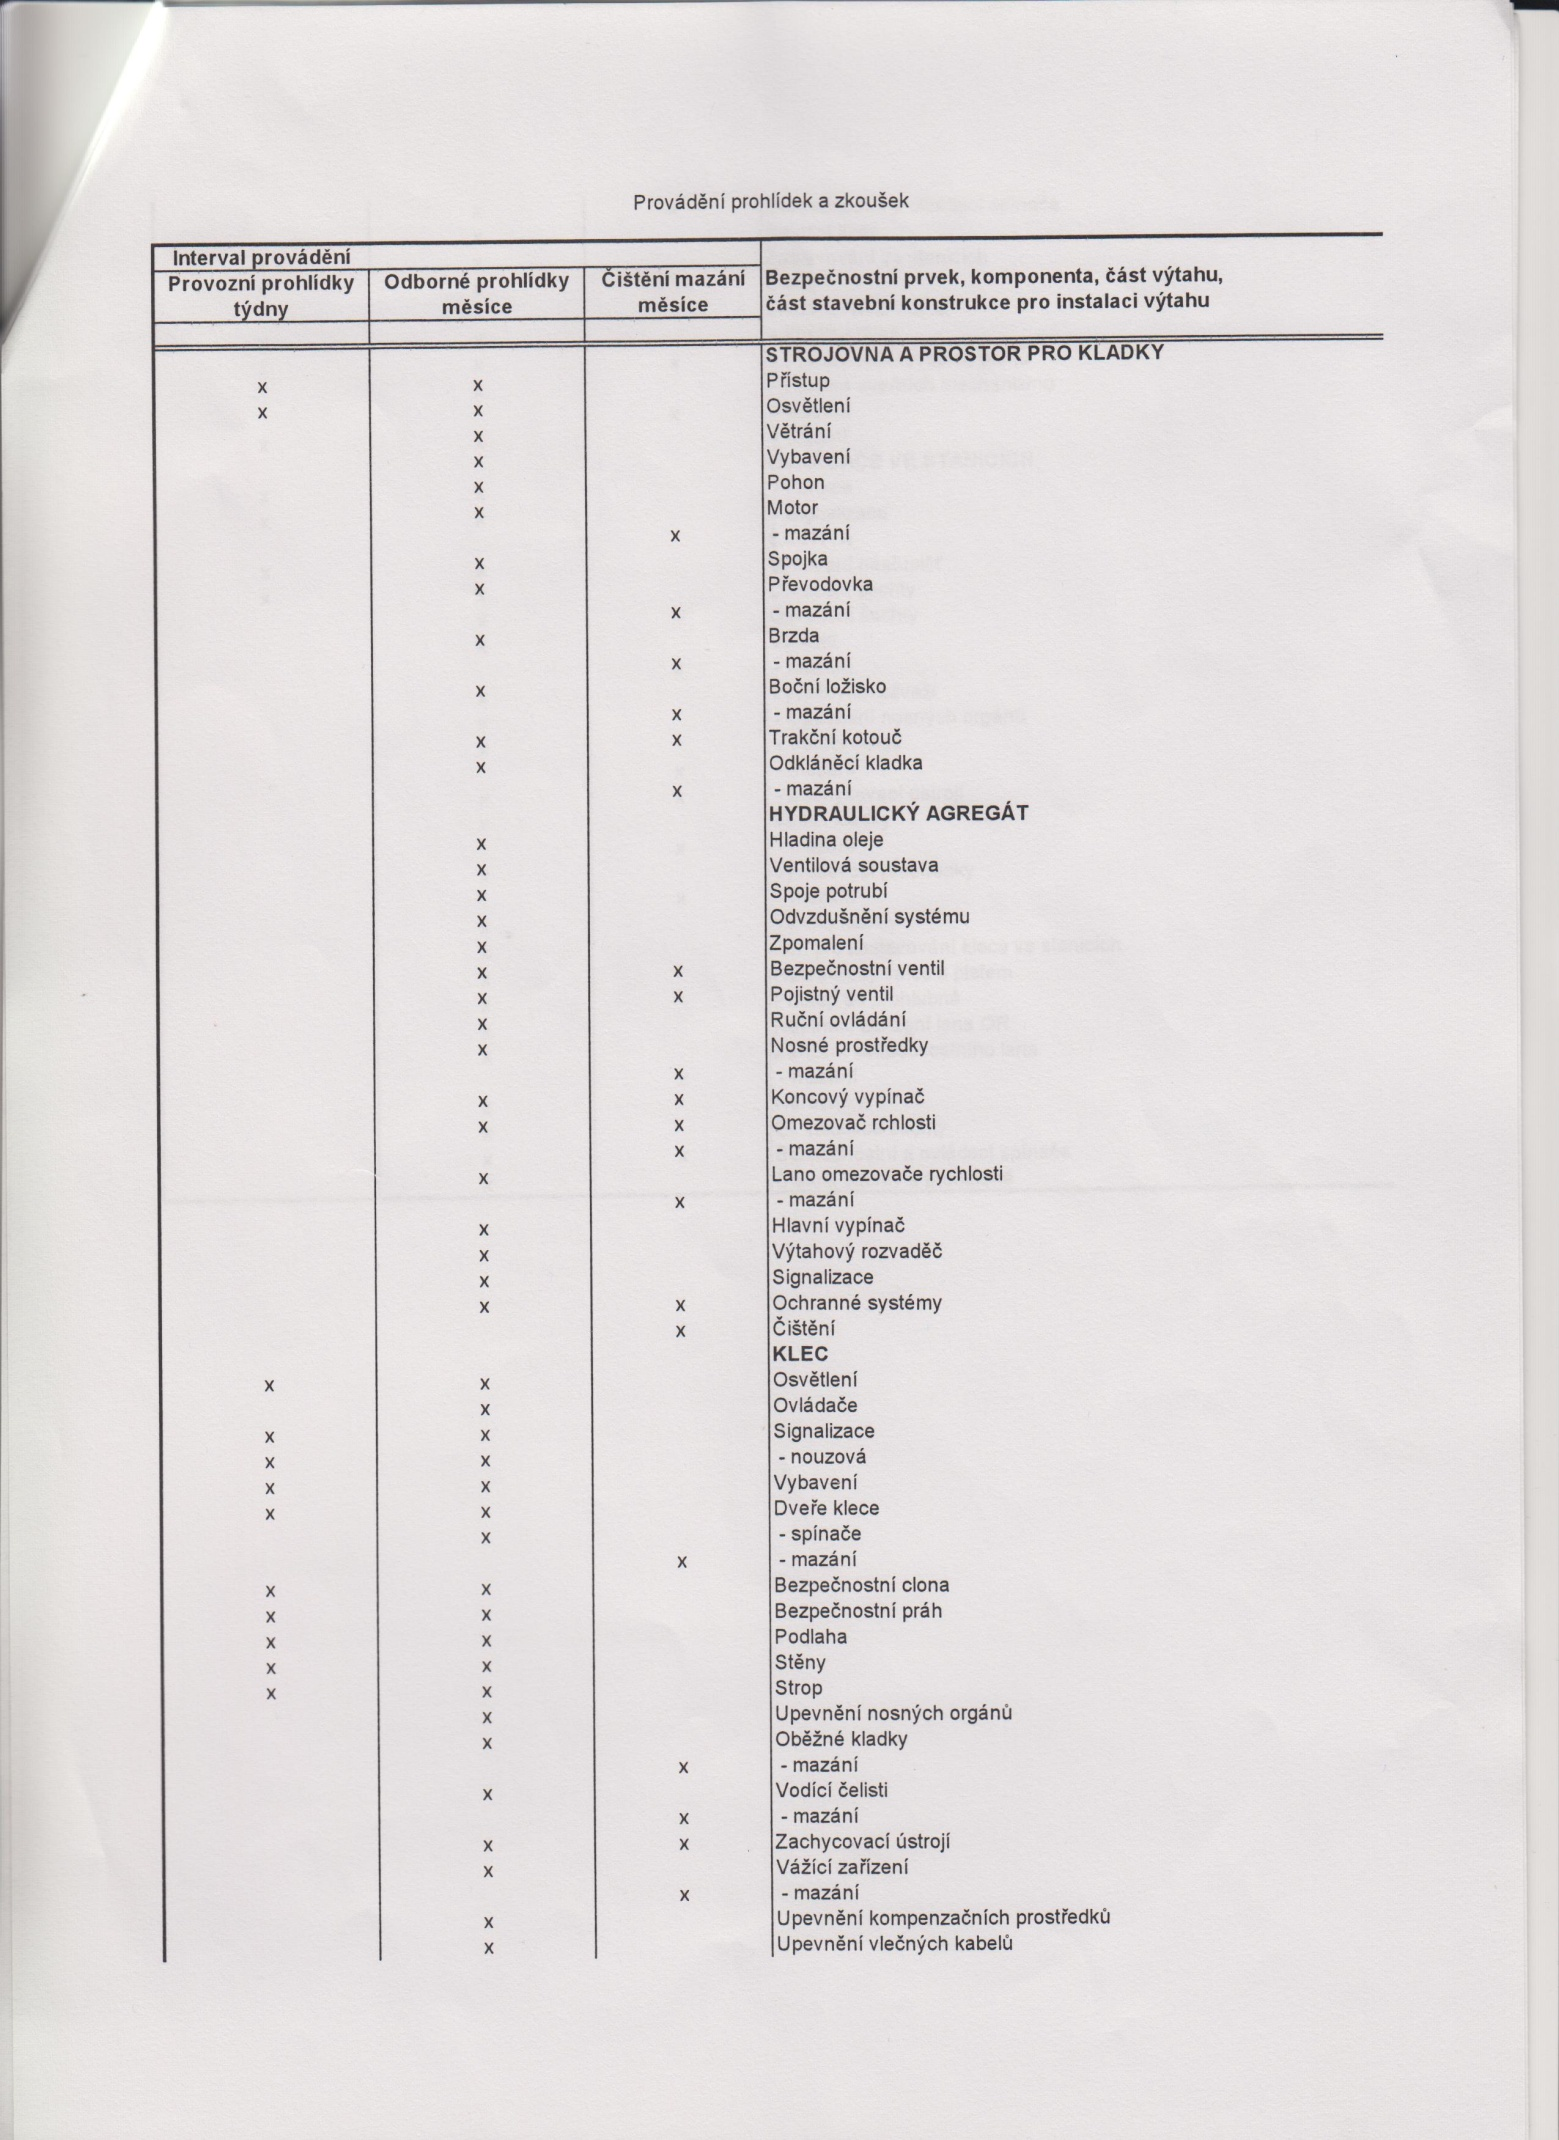 Provádění prohlídek a zkoušek
Interval provádění
Provozní prohlídky týdny | Odborné prohlídky měsíce | Čištění mazání měsíce | Bezpečnostní prvek, komponenta, část výtahu, část stavební konstrukce pro instalaci výtahu
STROJOVNA A PROSTOR PRO KLADKY
x x Přístup
x x Osvětlení
x Větrání
x Vybavení
x Pohon
x Motor
x - mazání
x Spojka
x Převodovka
x - mazání
x Brzda
x - mazání
x Boční ložisko
x - mazání
x x Trakční kotouč
x Odkláněcí kladka
x - mazání
HYDRAULICKÝ AGREGÁT
x Hladina oleje
x Ventilová soustava
x Spoje potrubí
x Odvzdušnění systému
x Zpomalení
x x Bezpečnostní ventil
x x Pojistný ventil
x Ruční ovládání
x Nosné prostředky
x - mazání
x x Koncový vypínač
x x Omezovač rchlosti
x - mazání
x Lano omezovače rychlosti
x - mazání
x Hlavní vypínač
x Výtahový rozvaděč
x Signalizace
x x Ochranné systémy
x Čištění
KLEC
x x Osvětlení
x Ovládače
x x Signalizace
x x - nouzová
x x Vybavení
x x Dveře klece
x - spínače
x - mazání
x x Bezpečnostní clona
x x Bezpečnostní práh
x x Podlaha
x x Stěny
x x Strop
x Upevnění nosných orgánů
x Oběžné kladky
x - mazání
x Vodící čelisti
x - mazání
x x Zachycovací ústrojí
x Vážící zařízení
x - mazání
x Upevnění kompenzačních prostředků
x Upevnění vlečných kabelů